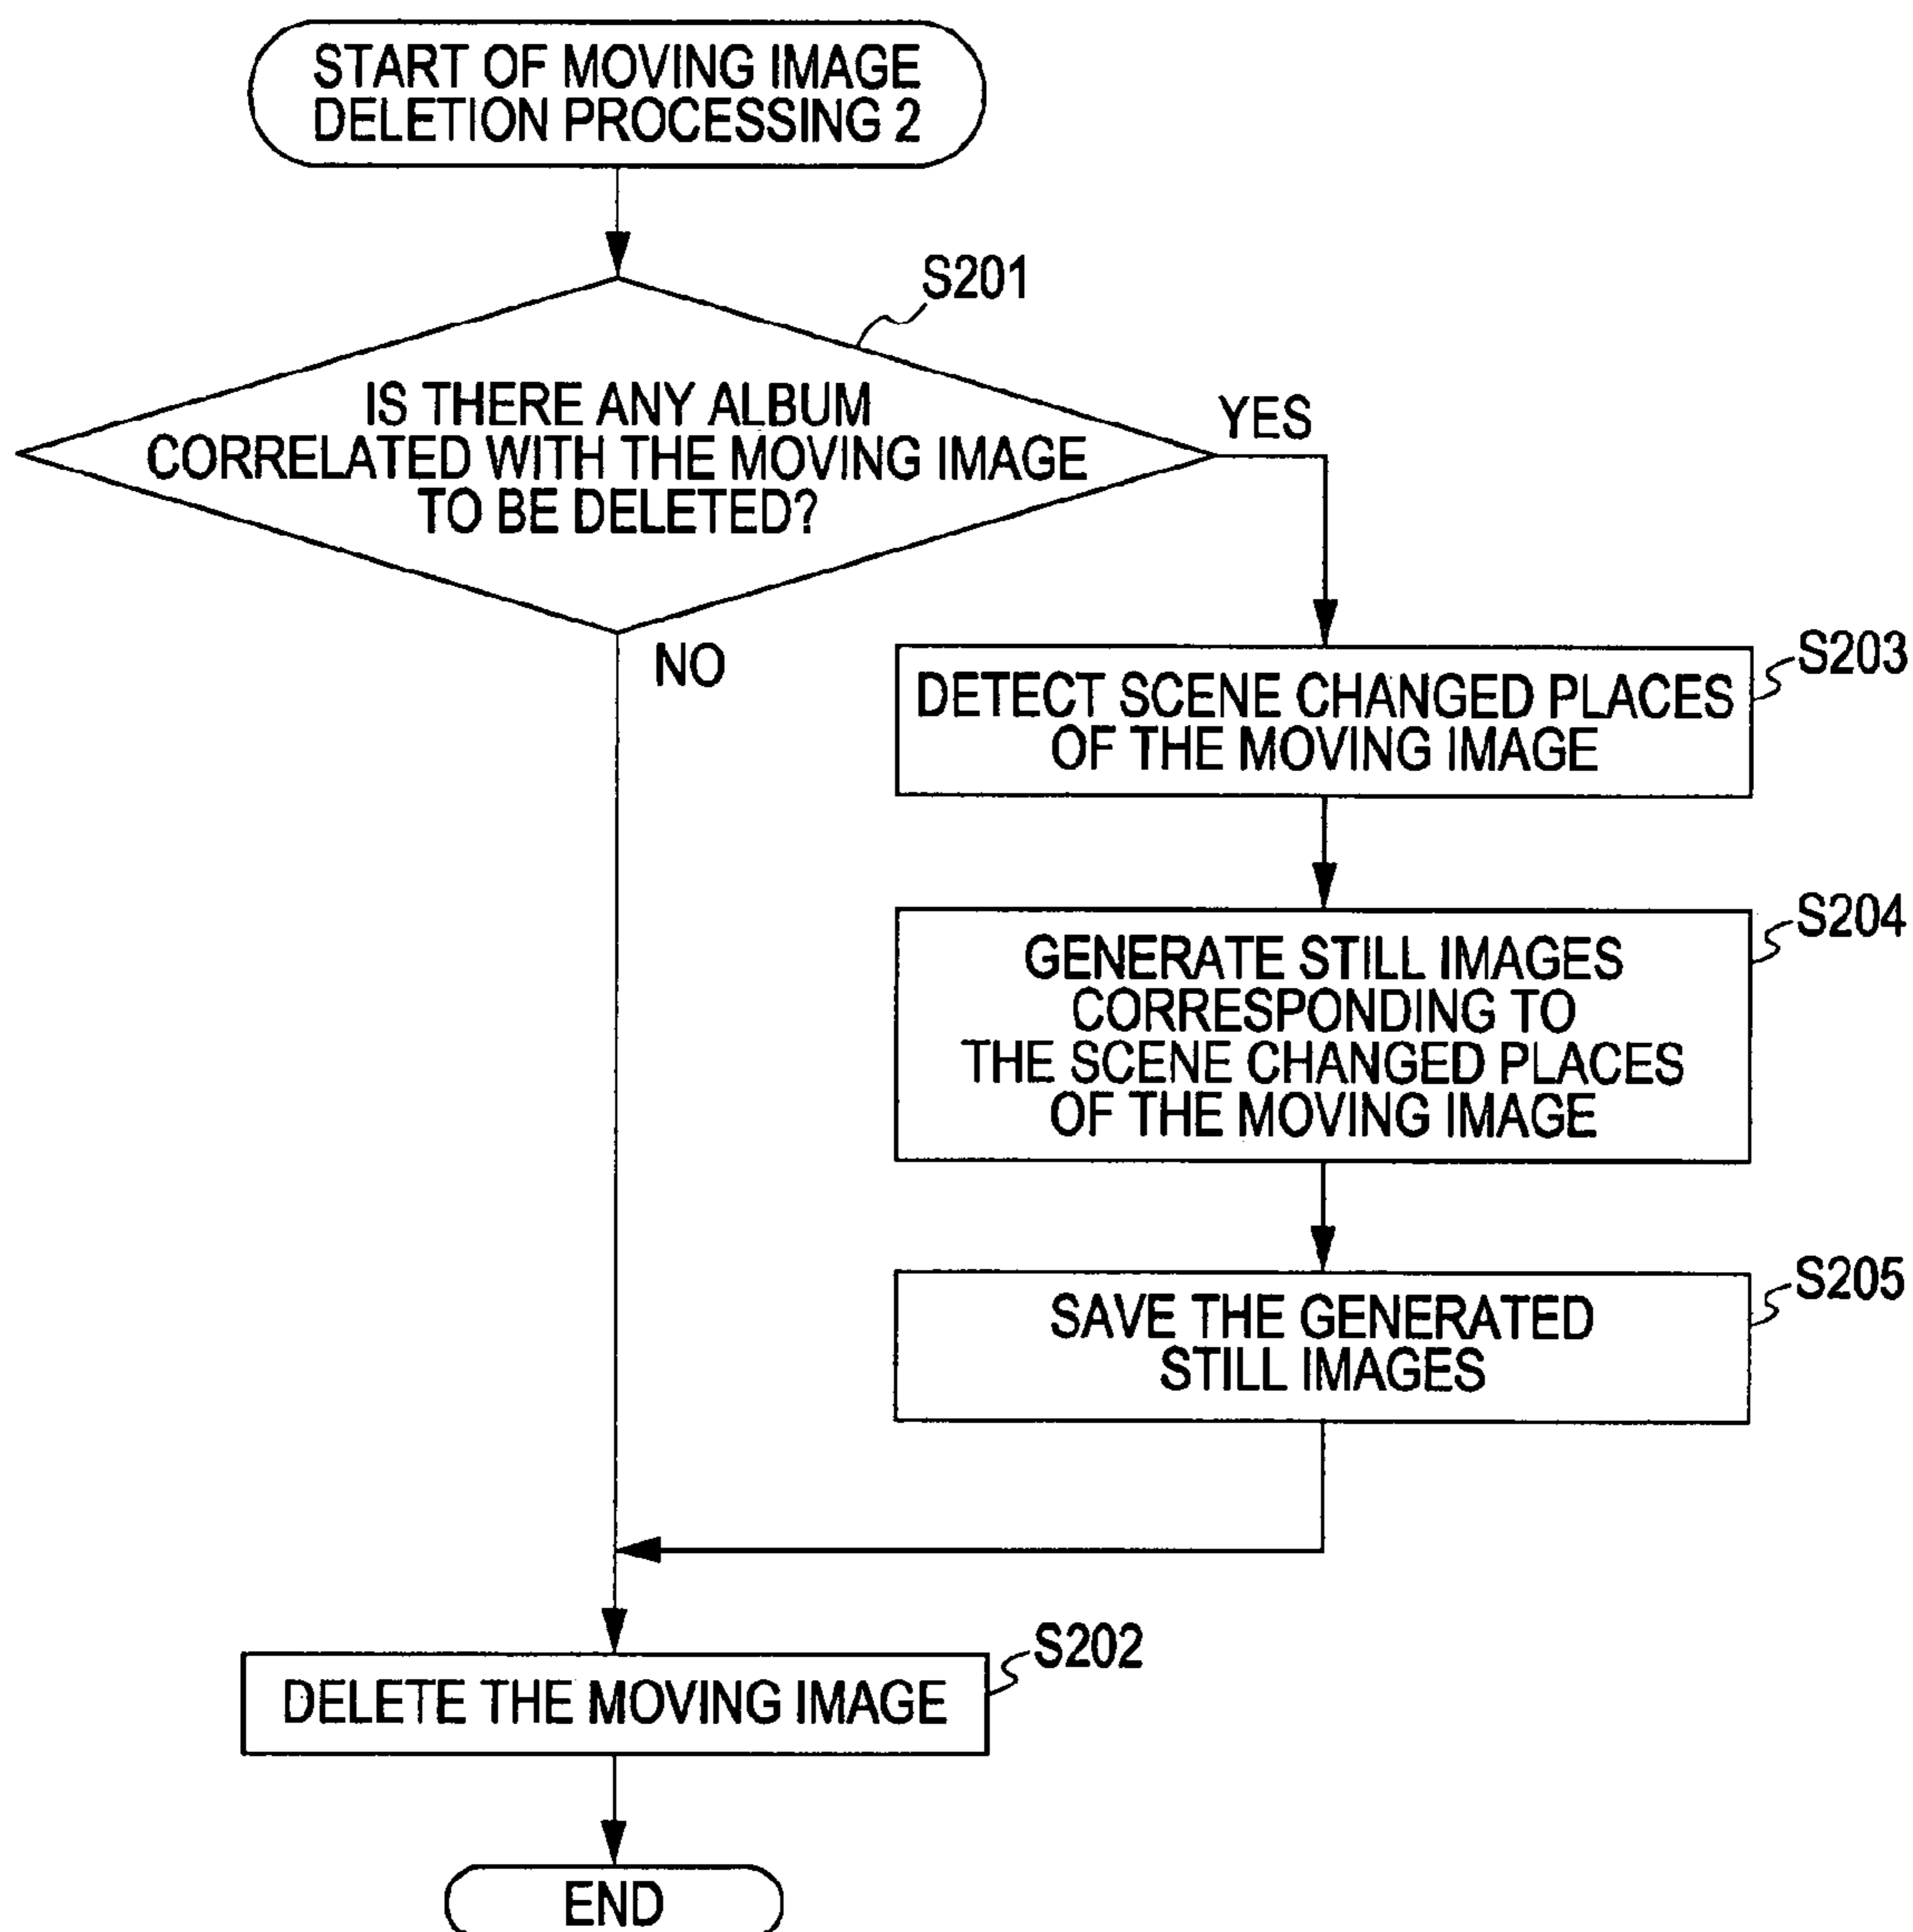 START OF MOVING IMAGE
DELETION PROCESSING 2
S201
IS THERE ANY ALBUM
CORRELATED WITH THE MOVING IMAGE
TO BE DELETED?
YES
NO
S203
DETECT SCENE CHANGED PLACES
OF THE MOVING IMAGE
S204
GENERATE STILL IMAGES
CORRESPONDING TO
THE SCENE CHANGED PLACES
OF THE MOVING IMAGE
S205
SAVE THE GENERATED
STILL IMAGES
S202
DELETE THE MOVING IMAGE
END